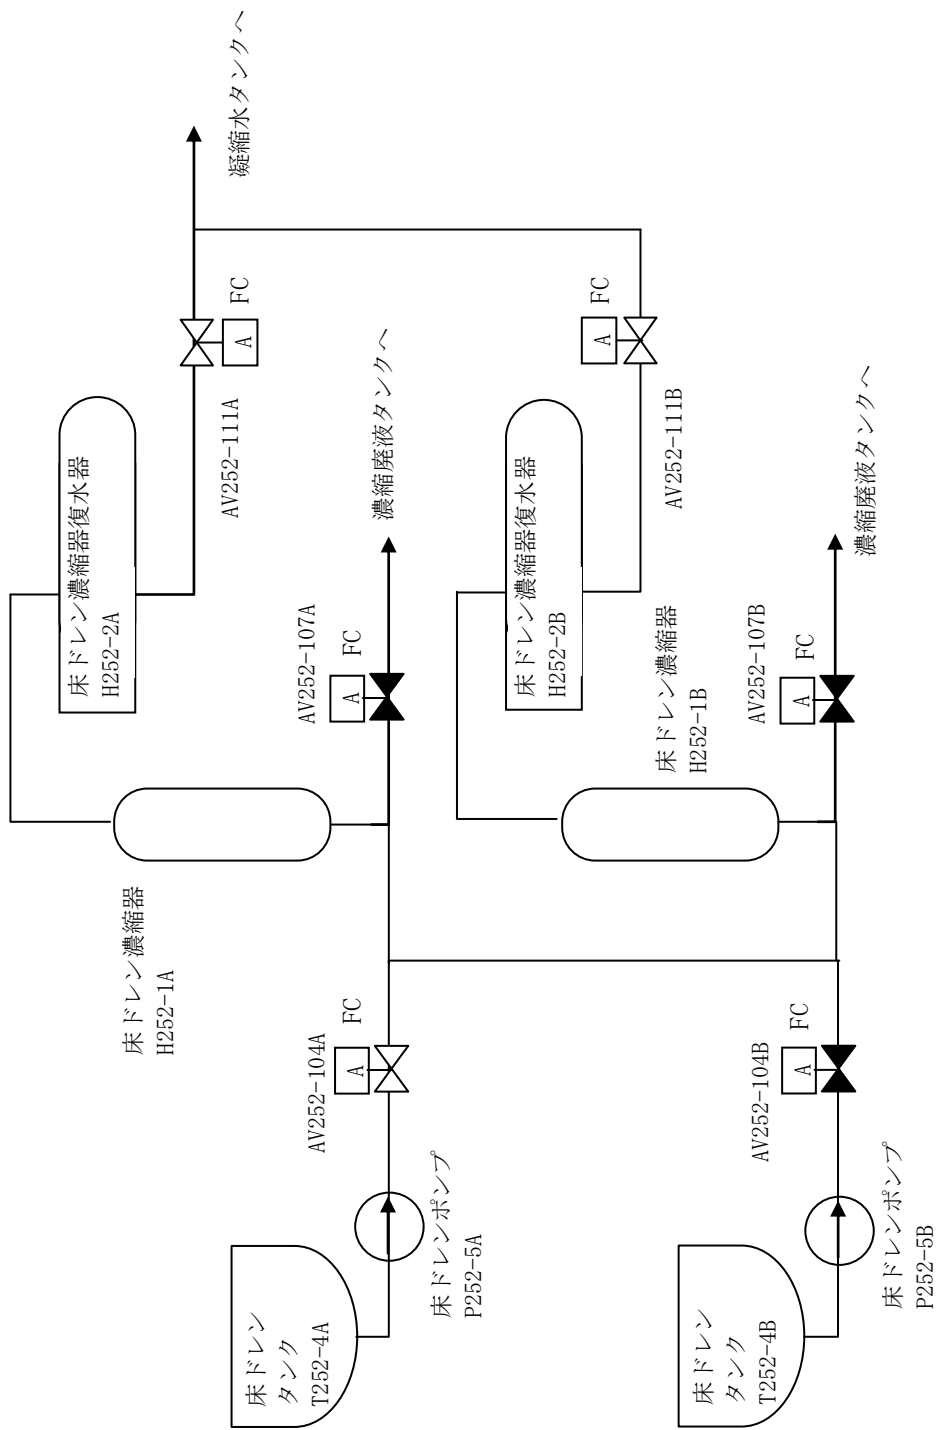 床ドレン
タンク
T252-4A
床ドレンポンプ
P252-5A
AV252-104A
A
FC
床ドレン濃縮器
H252-1A
床ドレン濃縮器復水器
H252-2A
AV252-107A
A
FC
濃縮廃液タンクへ
AV252-111A
A
FC
凝縮水タンクへ
床ドレン
タンク
T252-4B
床ドレンポンプ
P252-5B
AV252-104B
A
FC
床ドレン濃縮器
H252-1B
床ドレン濃縮器復水器
H252-2B
AV252-107B
A
FC
濃縮廃液タンクへ
AV252-111B
A
FC